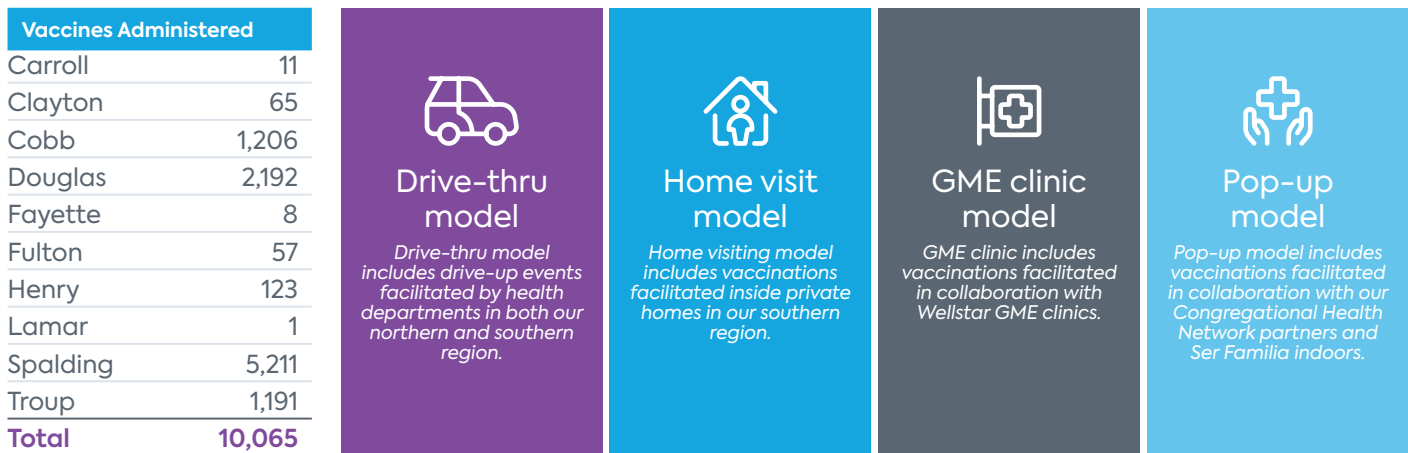 Vaccines Administered
Carroll 11
Clayton 65
Cobb 1,206
Douglas 2,192
Fayette 8
Fulton 57
Henry 123
Lamar 1
Spalding 5,211
Troup 1,191
Total 10,065
Drive-thru
model
Drive-thru model
includes drive-up events
facilitated by health
departments in both our
northern and southern
region.
Home visit
model
Home visiting model
includes vaccinations
facilitated inside private
homes in our southern
region.
GME clinic
model
GME clinic includes
vaccinations facilitated
in collaboration with
Wellstar GME clinics.
Pop-up
model
Pop-up model includes
vaccinations facilitated
in collaboration with our
Congregational Health
Network partners and
Ser Familia indoors.